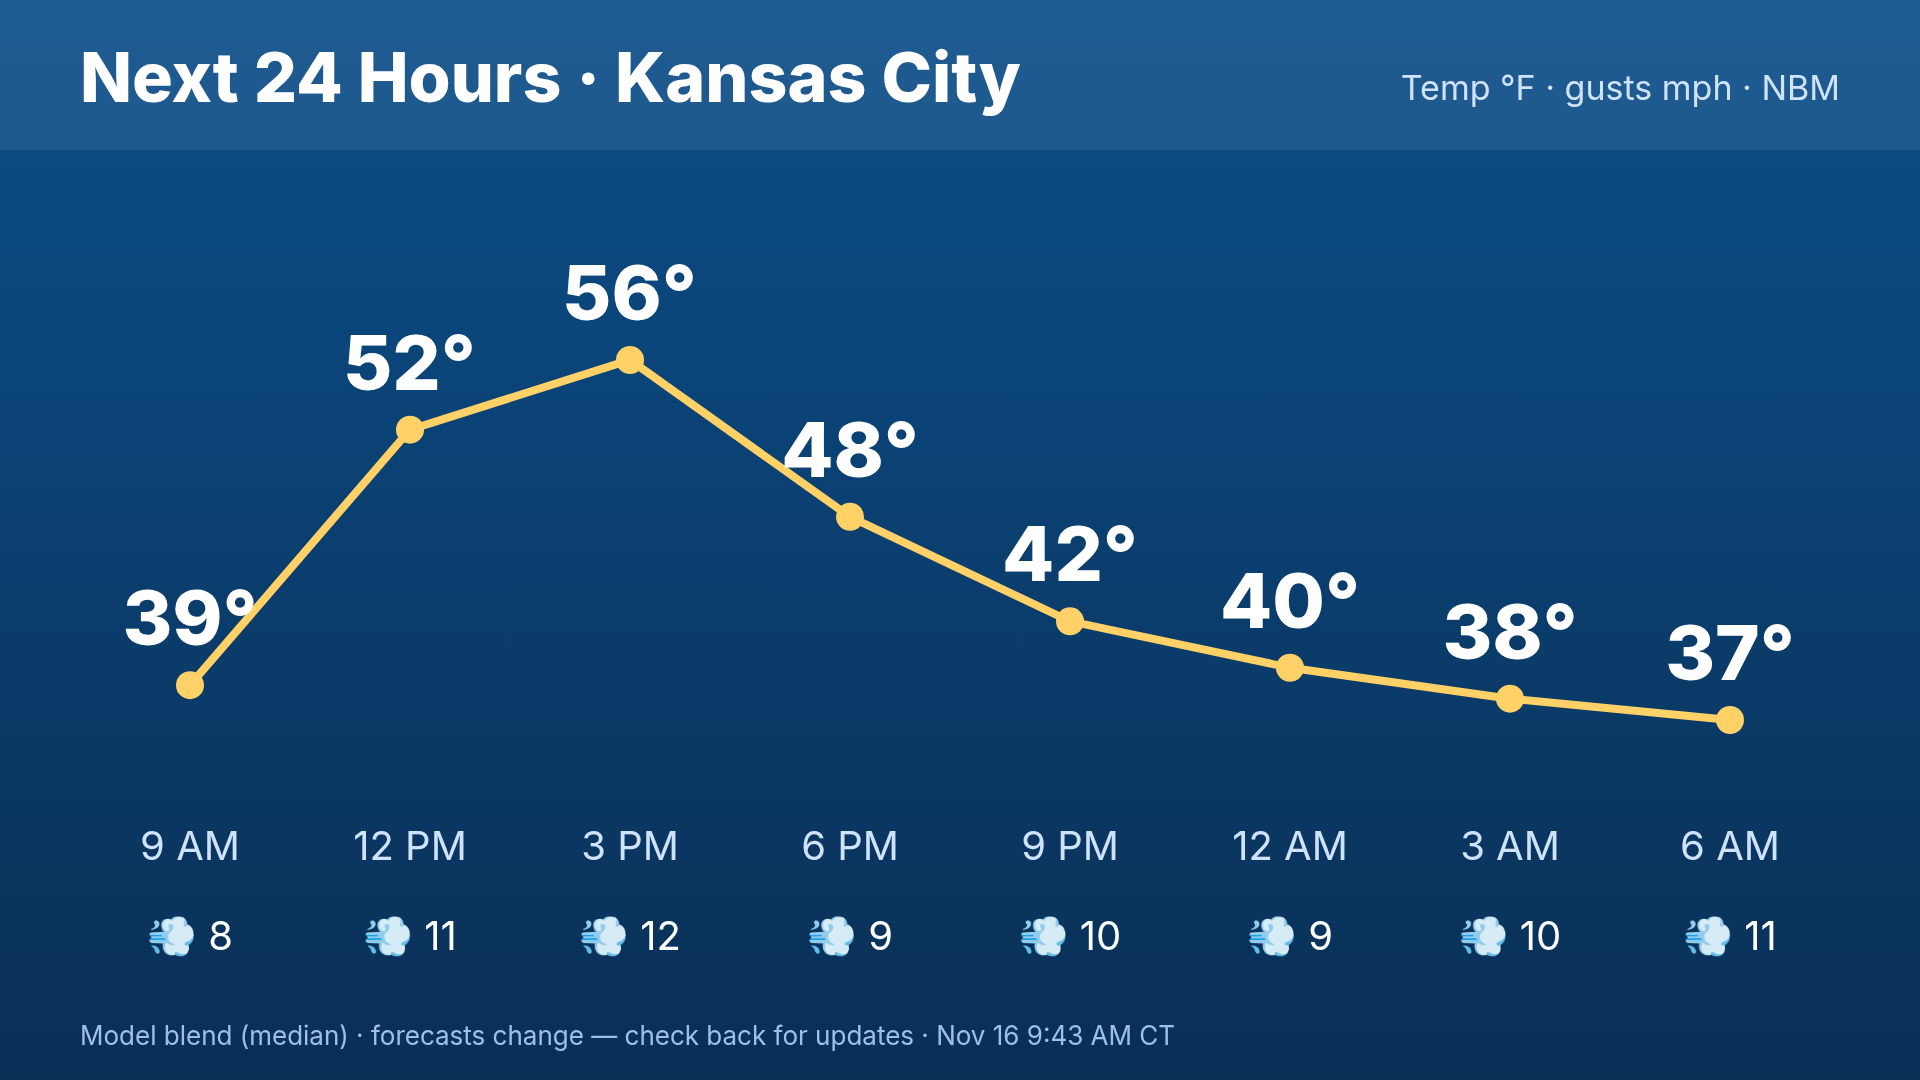 Next 24 Hours · Kansas City
Temp °F · gusts mph · NBM
39° 52° 56° 48° 42° 40° 38° 37°
9 AM 12 PM 3 PM 6 PM 9 PM 12 AM 3 AM 6 AM
💨 8 💨 11 💨 12 💨 9 💨 10 💨 9 💨 10 💨 11
Model blend (median) · forecasts change — check back for updates · Nov 16 9:43 AM CT